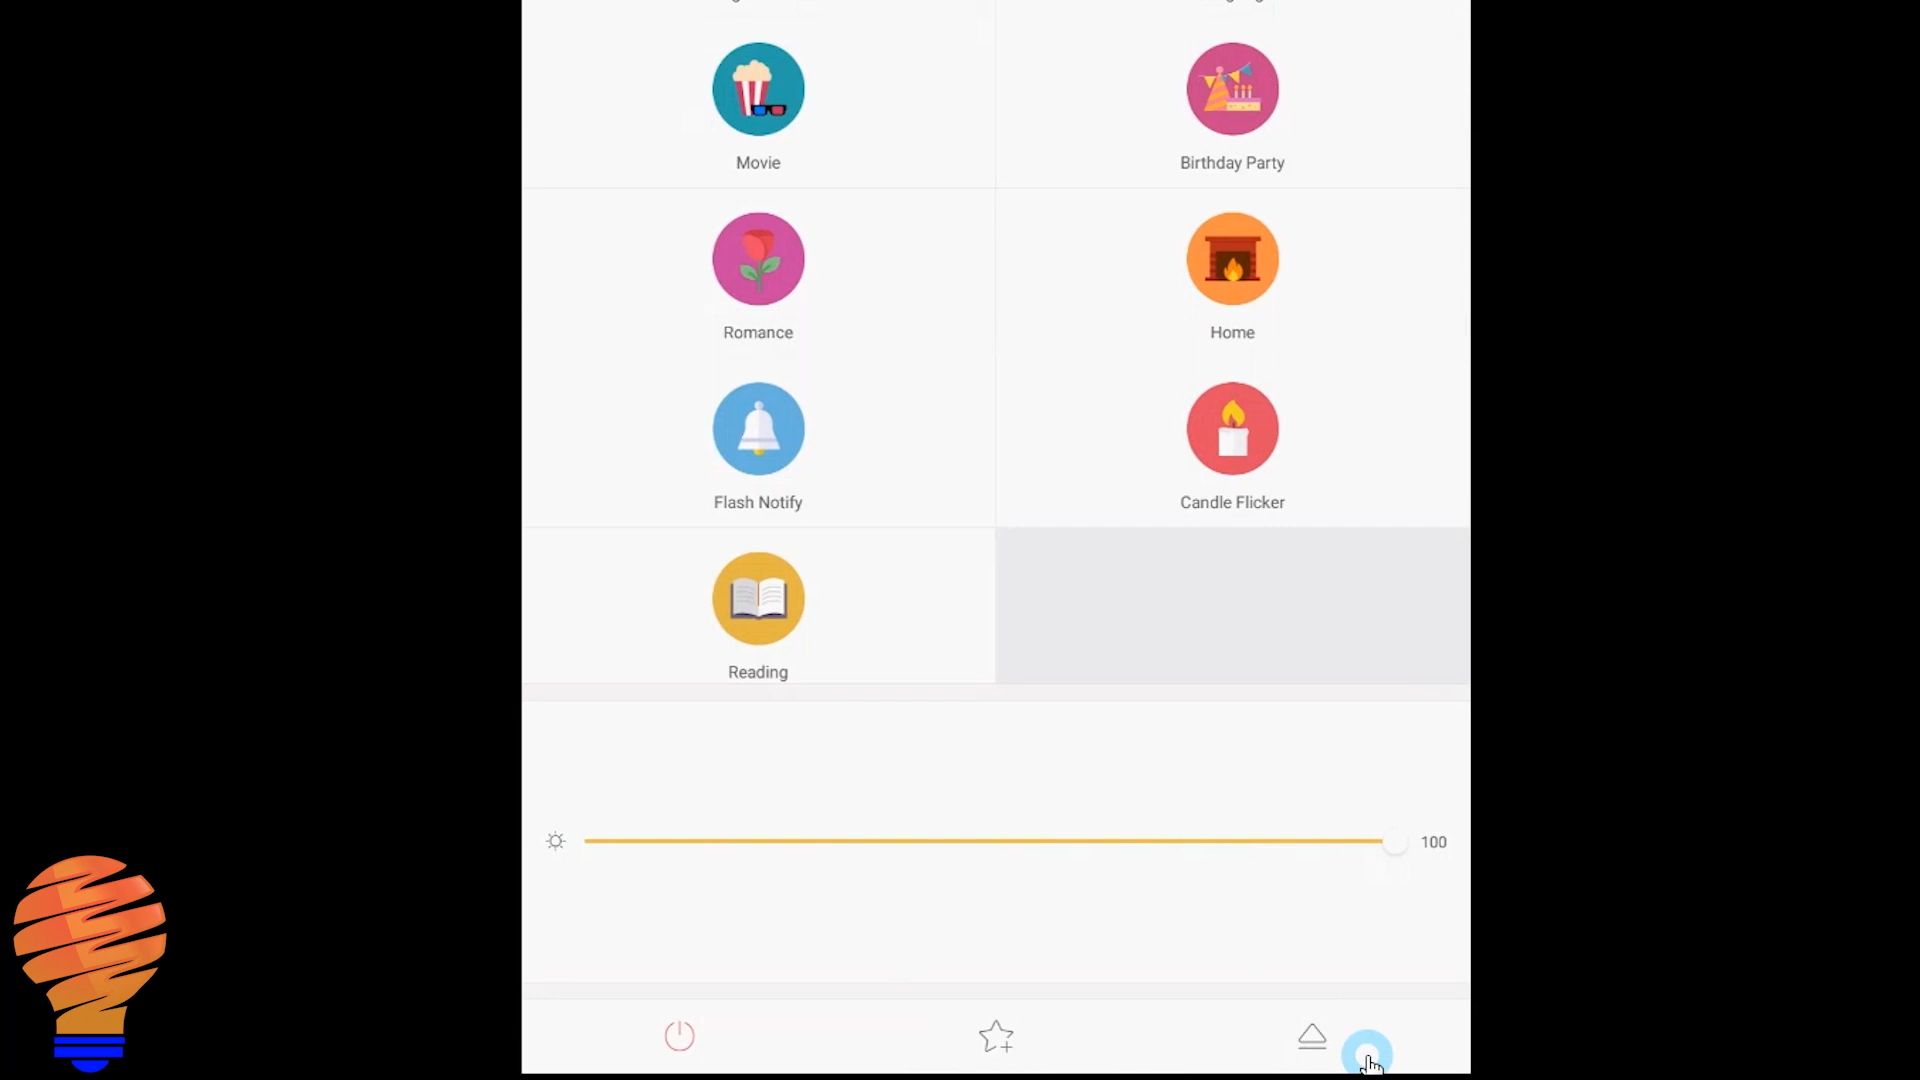 Movie
Birthday Party
Romance
Home
Flash Notify
Candle Flicker
Reading
100